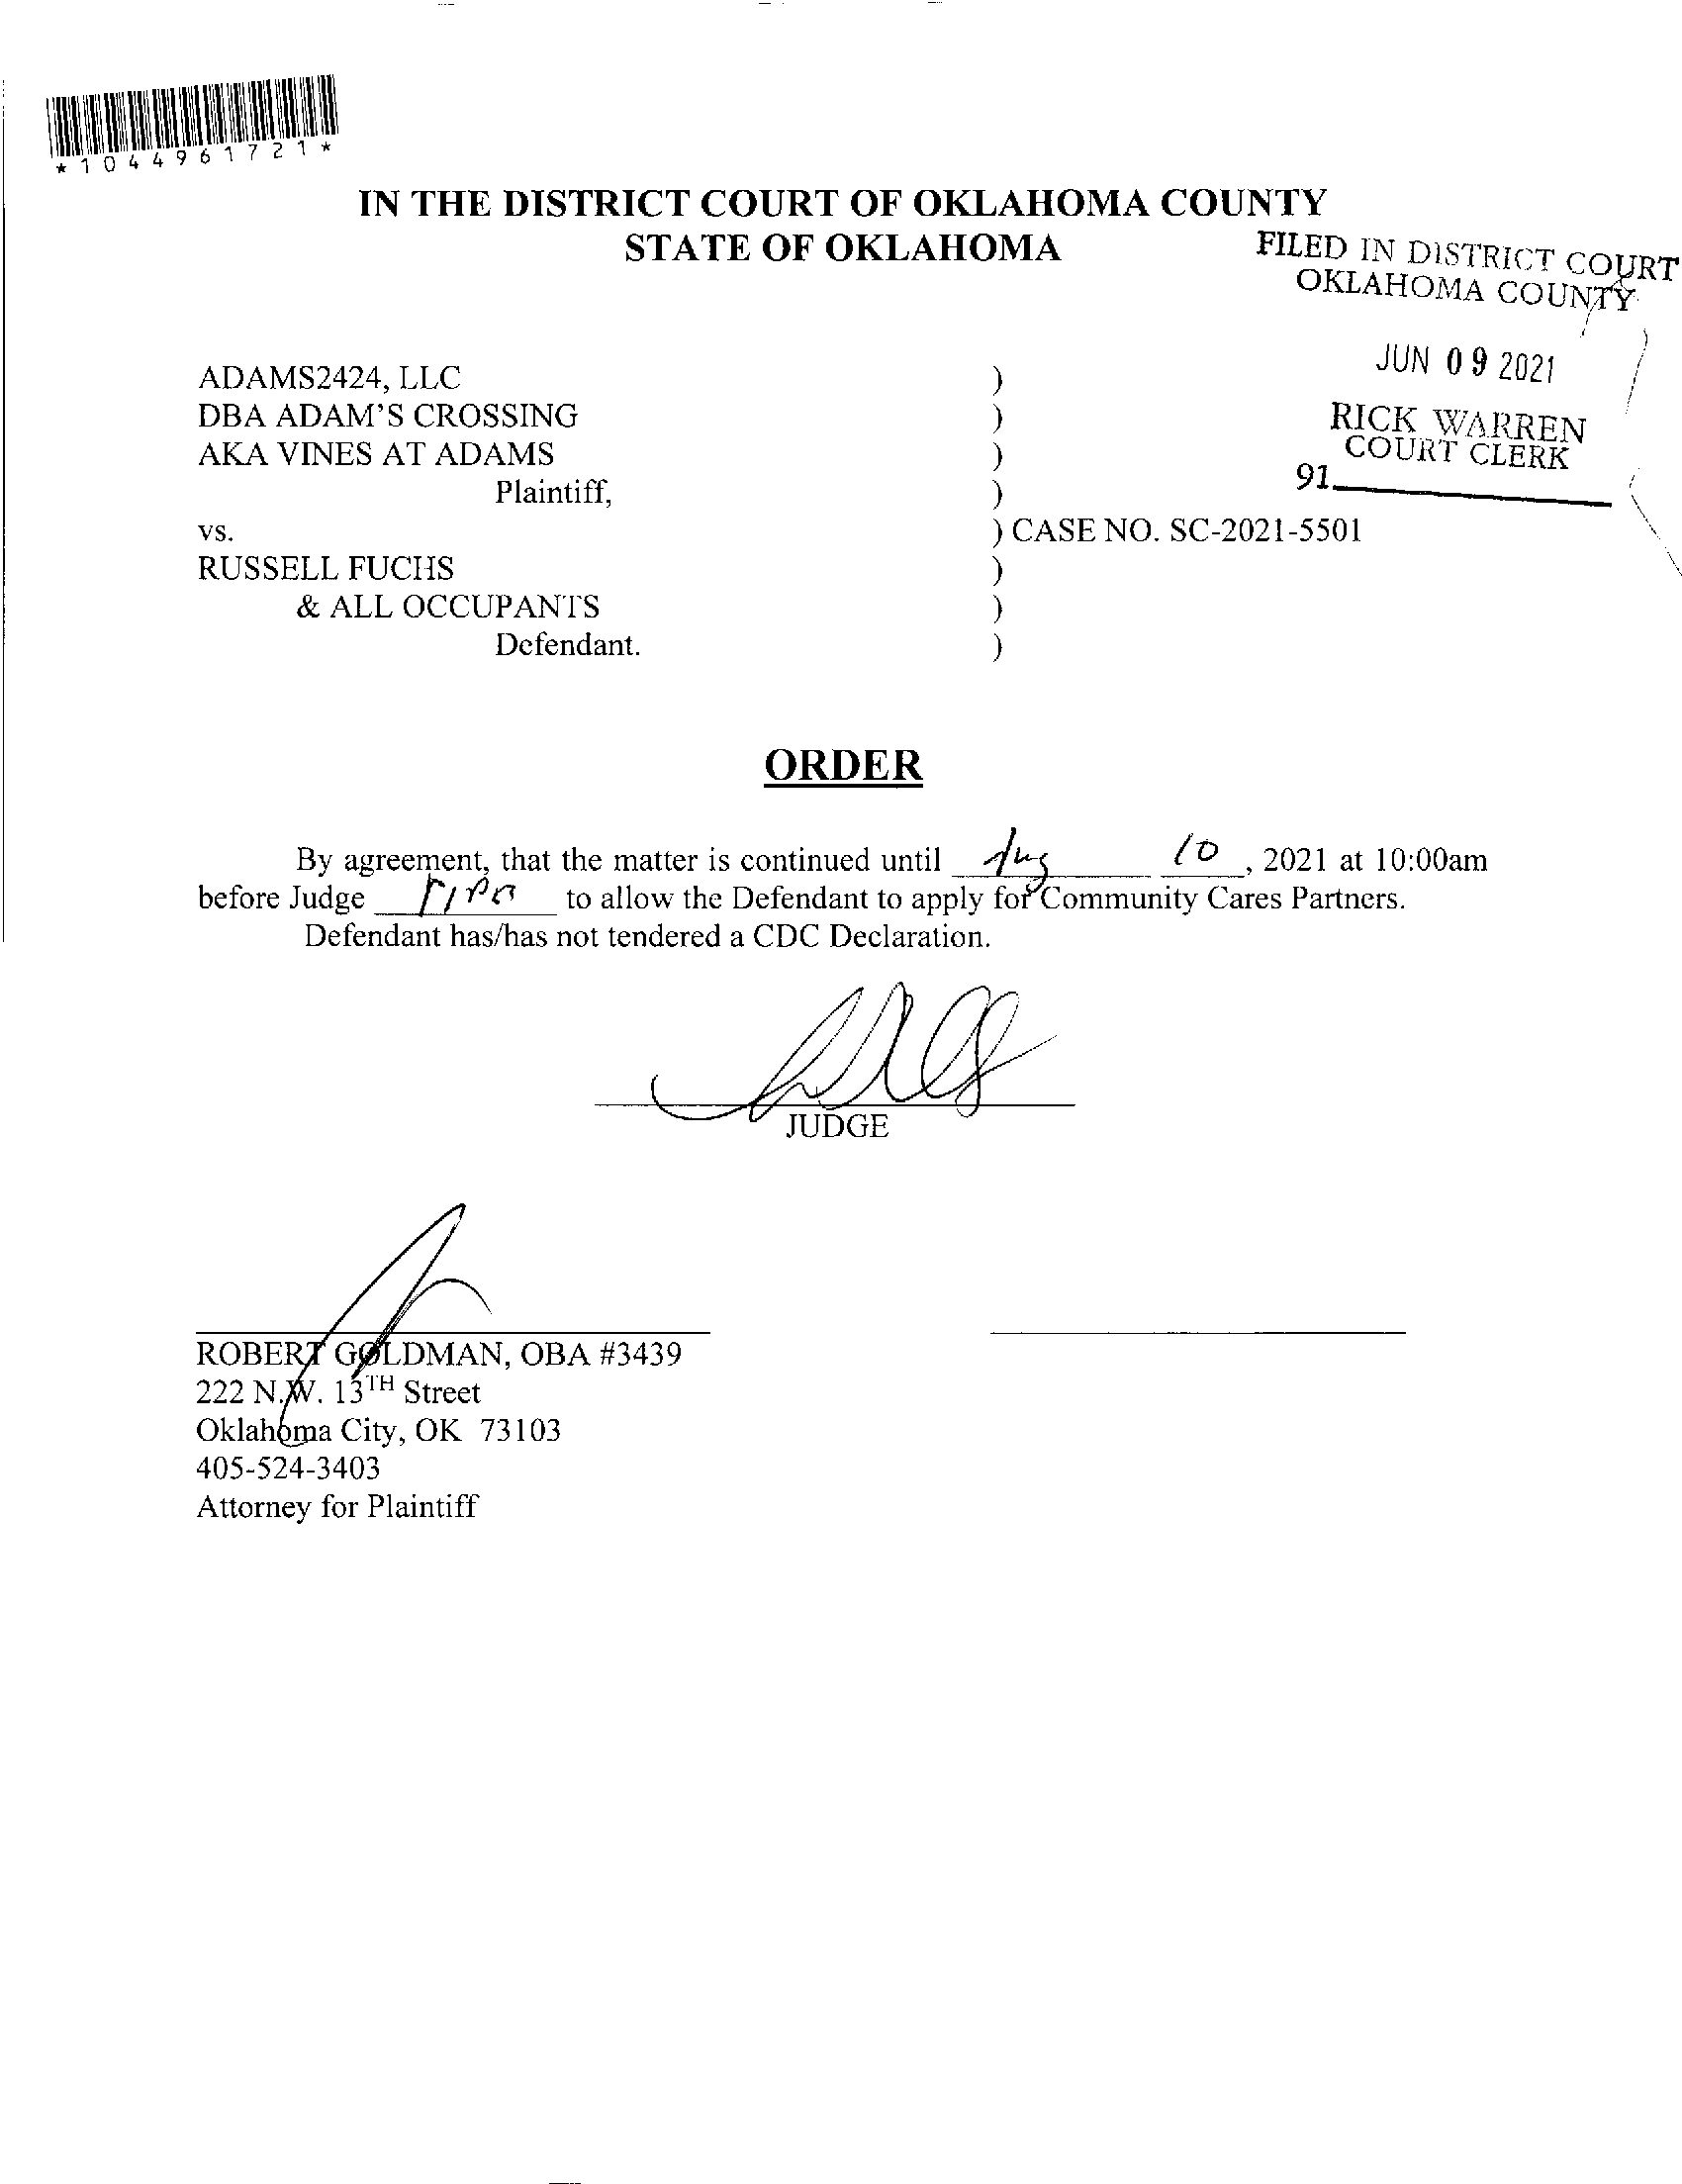 *1044961721*
IN THE DISTRICT COURT OF OKLAHOMA COUNTY
STATE OF OKLAHOMA
FILED IN DISTRICT COURT
OKLAHOMA COUNTY
JUN 09 2021
RICK WARREN
COURT CLERK
91
ADAMS2424, LLC )
DBA ADAM'S CROSSING )
AKA VINES AT ADAMS )
Plaintiff, )
vs. ) CASE NO. SC-2021-5501
RUSSELL FUCHS )
& ALL OCCUPANTS )
Defendant. )
ORDER
By agreement, that the matter is continued until Aug 10, 2021 at 10:00am
before Judge to allow the Defendant to apply for Community Cares Partners.
Defendant has/has not tendered a CDC Declaration.
JUDGE
ROBERT GOLDMAN, OBA #3439
222 N.W. 13TH Street
Oklahoma City, OK 73103
405-524-3403
Attorney for Plaintiff